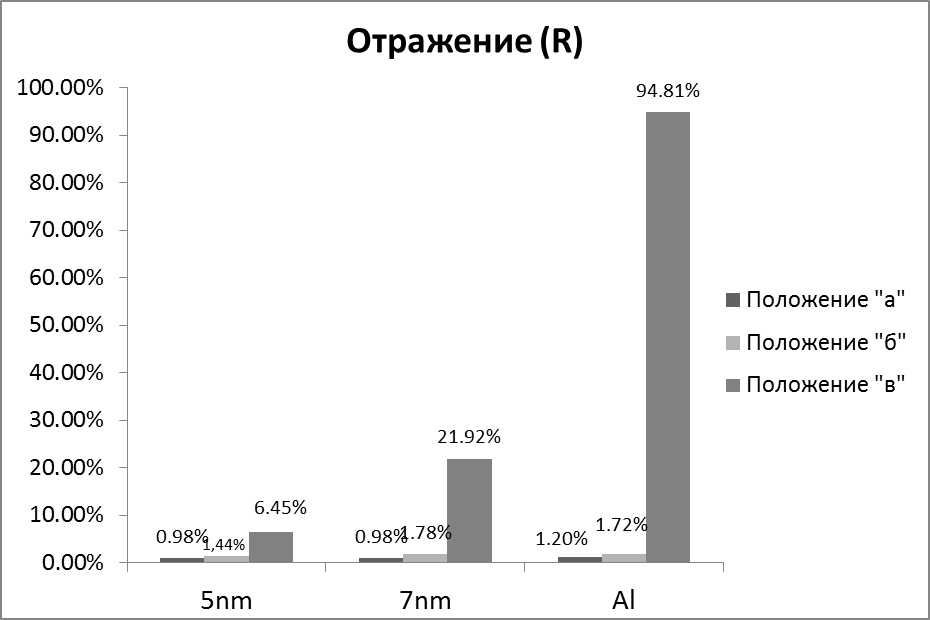 Отражение (R)
100.00%
90.00%
80.00%
70.00%
60.00%
50.00%
40.00%
30.00%
20.00%
10.00%
0.00%
0.98%
1,44%
6.45%
0.98%
1.78%
21.92%
1.20%
1.72%
94.81%
5nm
7nm
Al
Положение "а"
Положение "б"
Положение "в"